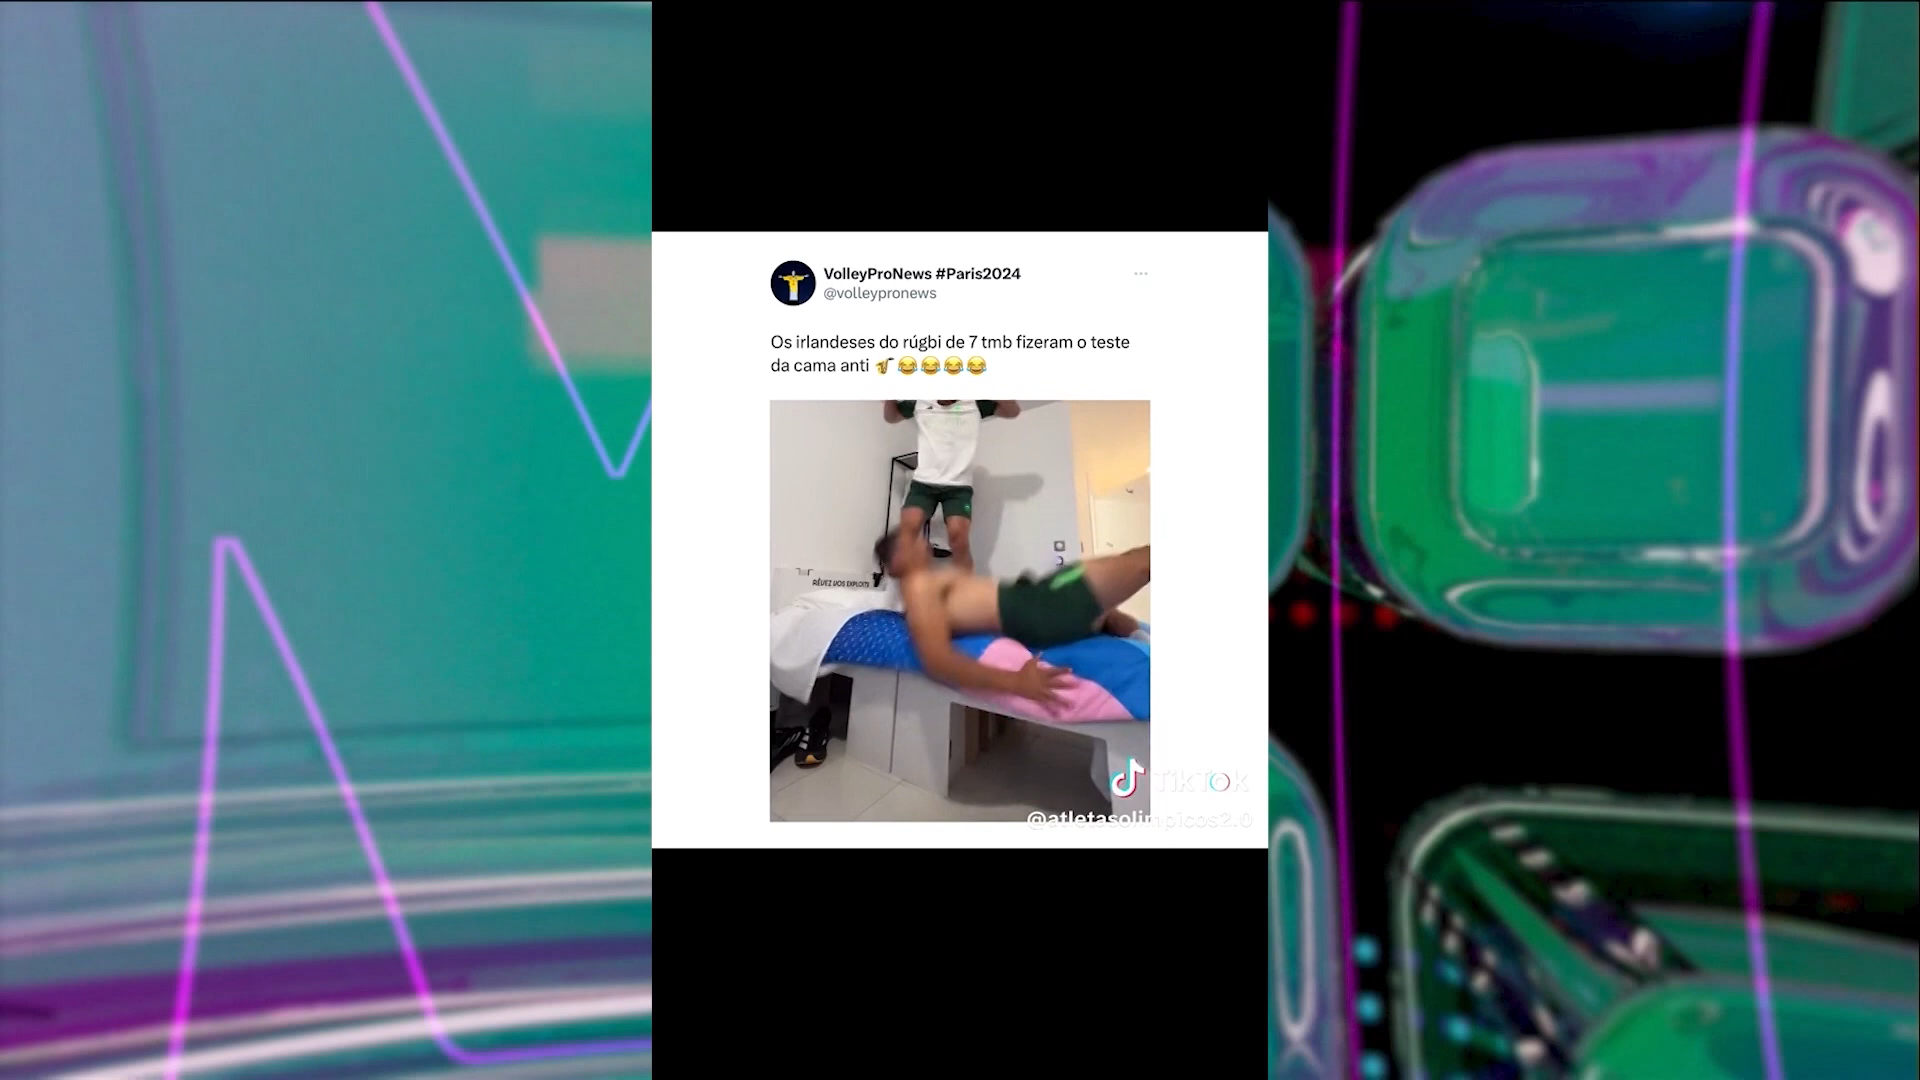 VolleyProNews #Paris2024
@volleypronews
Os irlandeses do rúgbi de 7 tmb fizeram o teste
da cama anti 🎷😂😂😂😂
RÊVEZ VOS EXPLOITS
TikTok
@atletasolimpicos2.0